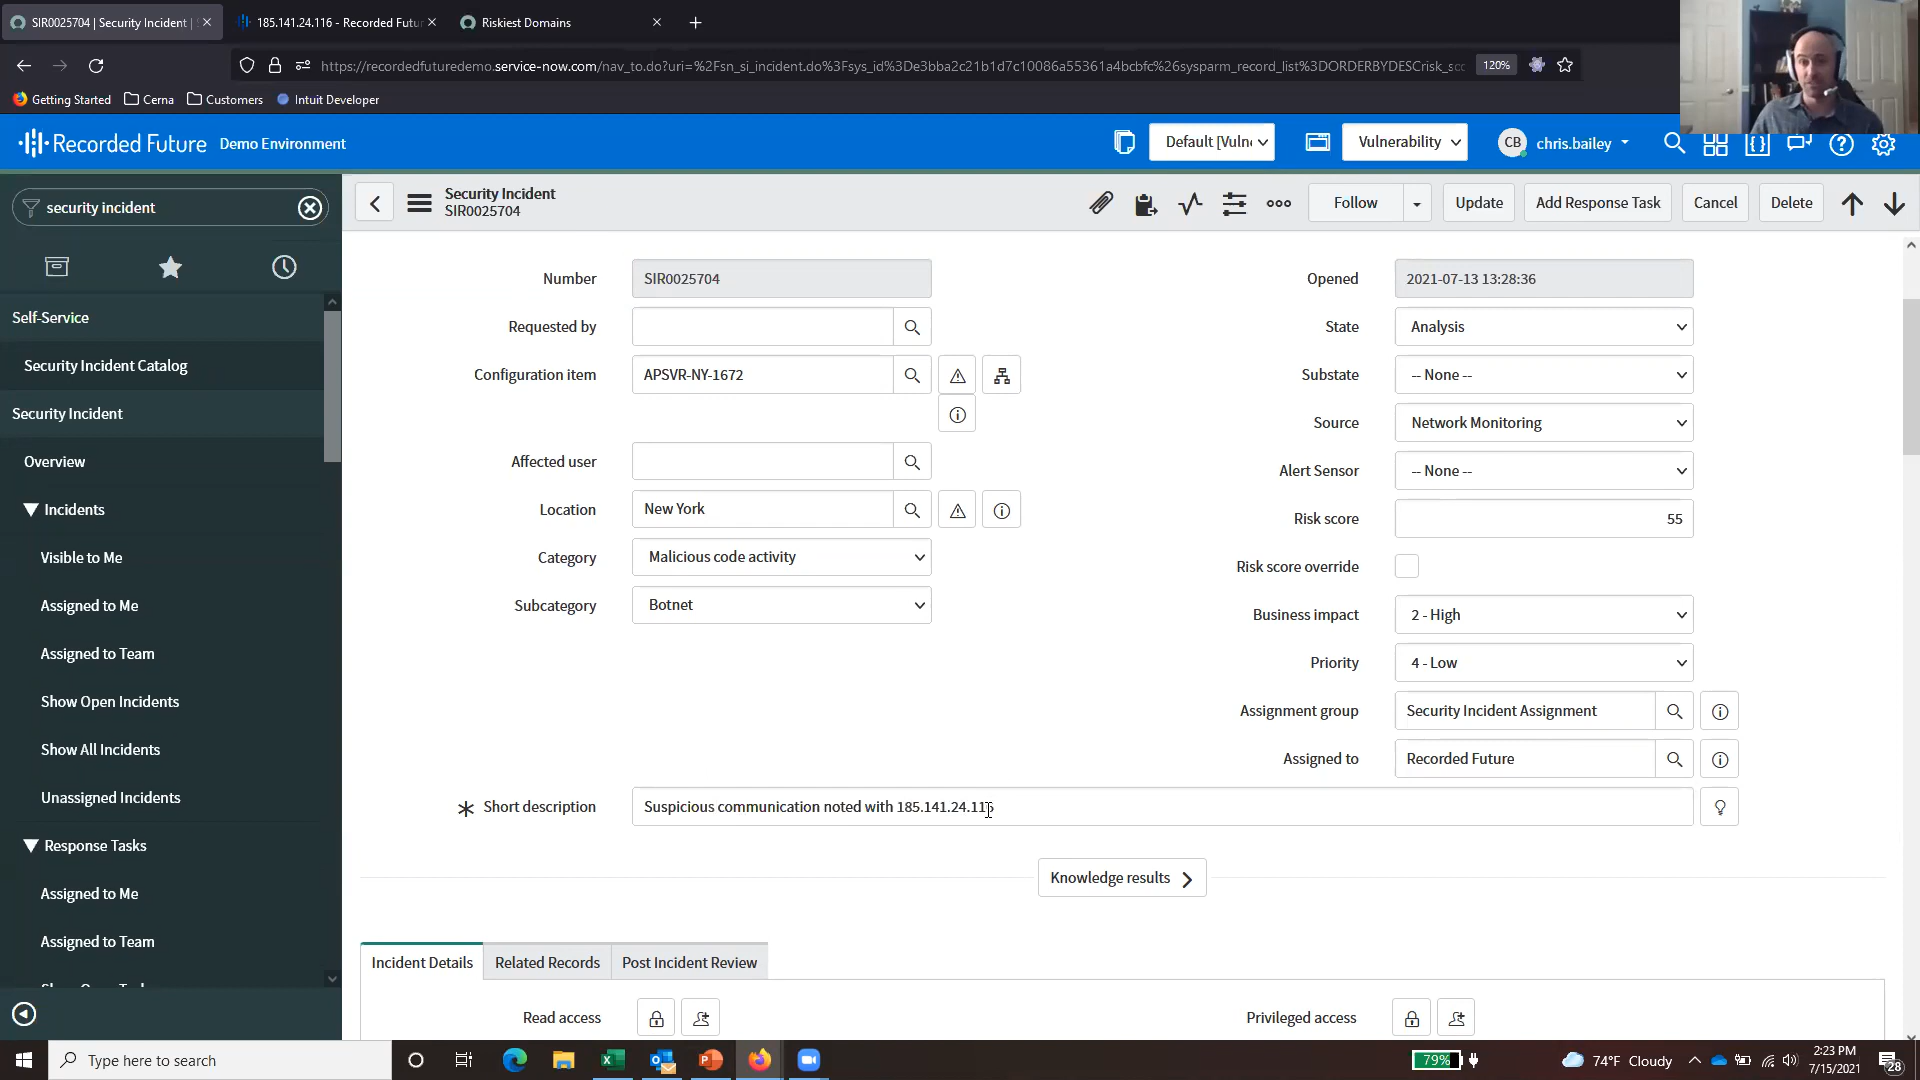 SIR0025704 | Security Incident |
185.141.24.116 - Recorded Futur
Riskiest Domains
https://recordedfuturedemo.service-now.com/nav_to.do?uri=%2Fsn_si_incident.do%3Fsys_id%3De3bba2c21b1d7c10086a55361a4bcbfc%26sysparm_record_list%3DORDERBYDESCrisk_sco
120%
Getting Started
Cerna
Customers
Intuit Developer
Recorded Future
Demo Environment
Default [Vuln
Vulnerability
CB
chris.bailey
security incident
Security Incident
SIR0025704
Follow
Update
Add Response Task
Cancel
Delete
Self-Service
Security Incident Catalog
Security Incident
Overview
Incidents
Visible to Me
Assigned to Me
Assigned to Team
Show Open Incidents
Show All Incidents
Unassigned Incidents
Response Tasks
Assigned to Me
Assigned to Team
Number
SIR0025704
Requested by
Configuration item
APSVR-NY-1672
Affected user
Location
New York
Category
Malicious code activity
Subcategory
Botnet
Opened
2021-07-13 13:28:36
State
Analysis
Substate
-- None --
Source
Network Monitoring
Alert Sensor
-- None --
Risk score
55
Risk score override
Business impact
2 - High
Priority
4 - Low
Assignment group
Security Incident Assignment
Assigned to
Recorded Future
Short description
Suspicious communication noted with 185.141.24.116
Knowledge results
Incident Details
Related Records
Post Incident Review
Read access
Privileged access
Type here to search
79%
74°F Cloudy
2:23 PM
7/15/2021
28